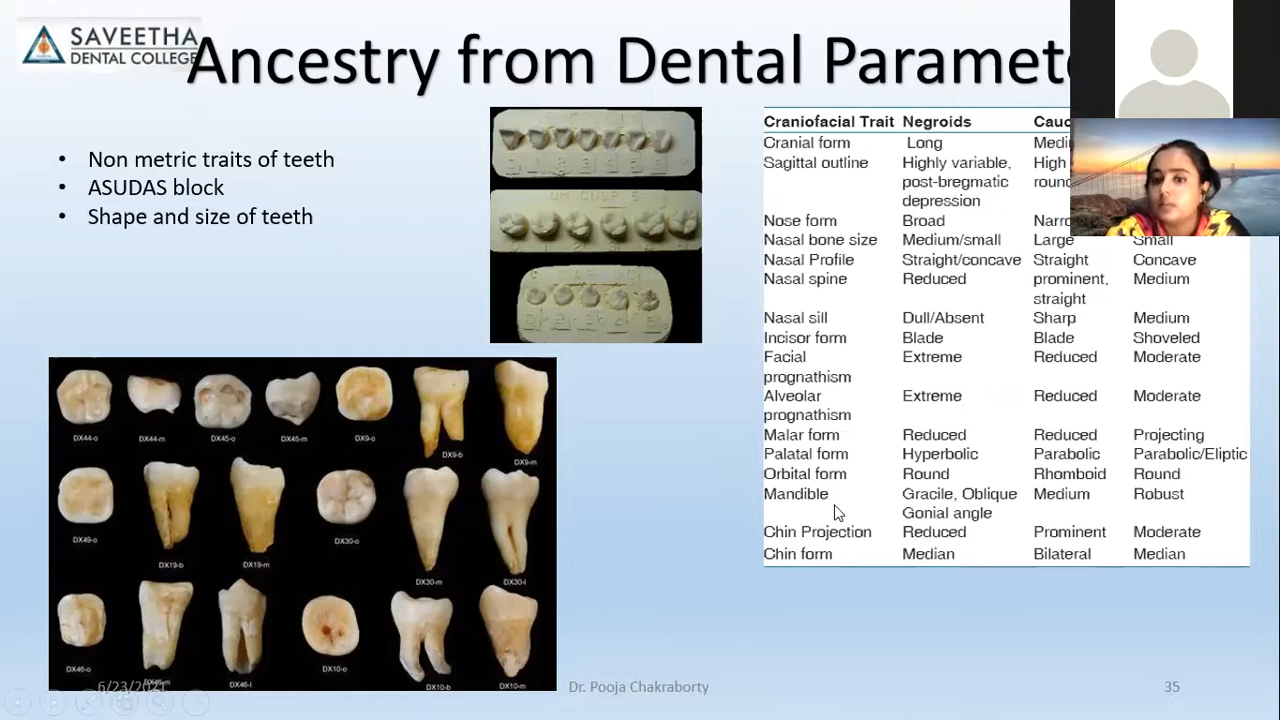 SAVEETHA
DENTAL COLLEGE
Ancestry from Dental Paramet
• Non metric traits of teeth
• ASUDAS block
• Shape and size of teeth
UM CUSP 5
Craniofacial Trait Negroids
Cranial form Long
Sagittal outline Highly variable, High
post-bregmatic
depression
Nose form Broad
Nasal bone size Medium/small Large Small
Nasal Profile Straight/concave Straight Concave
Nasal spine Reduced prominent, Medium
straight
Nasal sill Dull/Absent Sharp Medium
Incisor form Blade Blade Shoveled
Facial Extreme Reduced Moderate
prognathism
Alveolar Extreme Reduced Moderate
prognathism
Malar form Reduced Reduced Projecting
Palatal form Hyperbolic Parabolic Parabolic/Elliptic
Orbital form Round Rhomboid Round
Mandible Gracile, Oblique Medium Robust
Gonial angle
Chin Projection Reduced Prominent Moderate
Chin form Median Bilateral Median
DX44-o DX44-m DX45-o DX45-m DX9-o DX9-b DX9-m
DX49-o DX19-b DX19-m DX30-o DX30-m DX30-l
DX46-o DX46-m DX46-l DX10-o DX10-b DX10-m
6/23/2021 Dr. Pooja Chakraborty 35